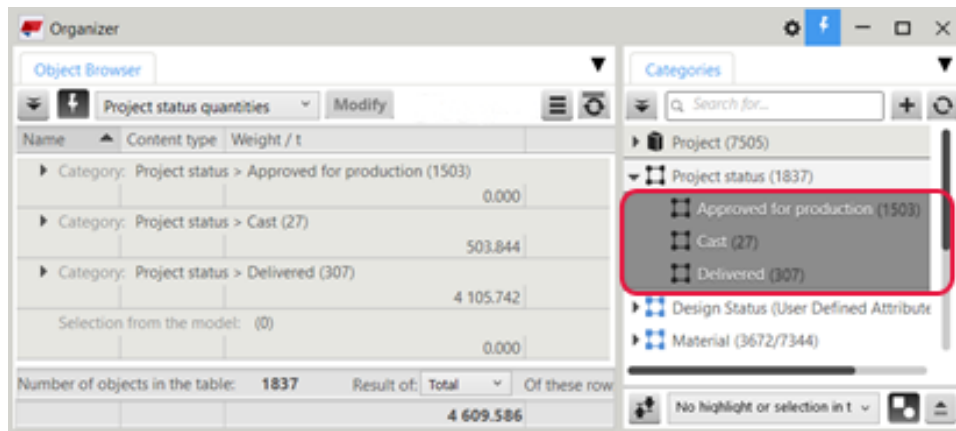 Organizer
Object Browser
Project status quantities Modify
Name Content type Weight / t
Category: Project status > Approved for production (1503)
0.000
Category: Project status > Cast (27)
503.844
Category: Project status > Delivered (307)
4 105.742
Selection from the model: (0)
0.000
Number of objects in the table: 1837 Result of: Total Of these row
4 609.586
Categories
Search for...
Project (7505)
Project status (1837)
Approved for production (1503)
Cast (27)
Delivered (307)
Design Status (User Defined Attribute
Material (3672/7344)
No highlight or selection in t